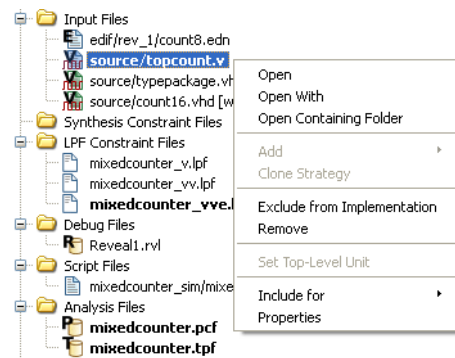 Input Files
edif/rev_1/count8.edn
source/topcount.v
source/typepackage.vh
source/count16.vhd [w
Synthesis Constraint Files
LPF Constraint Files
mixedcounter_v.lpf
mixedcounter_vv.lpf
mixedcounter_vve.l
Debug Files
Reveal1.rvl
Script Files
mixedcounter_sim/mixe
Analysis Files
mixedcounter.pcf
mixedcounter.tpf
Open
Open With
Open Containing Folder
Add
Clone Strategy
Exclude from Implementation
Remove
Set Top-Level Unit
Include for
Properties